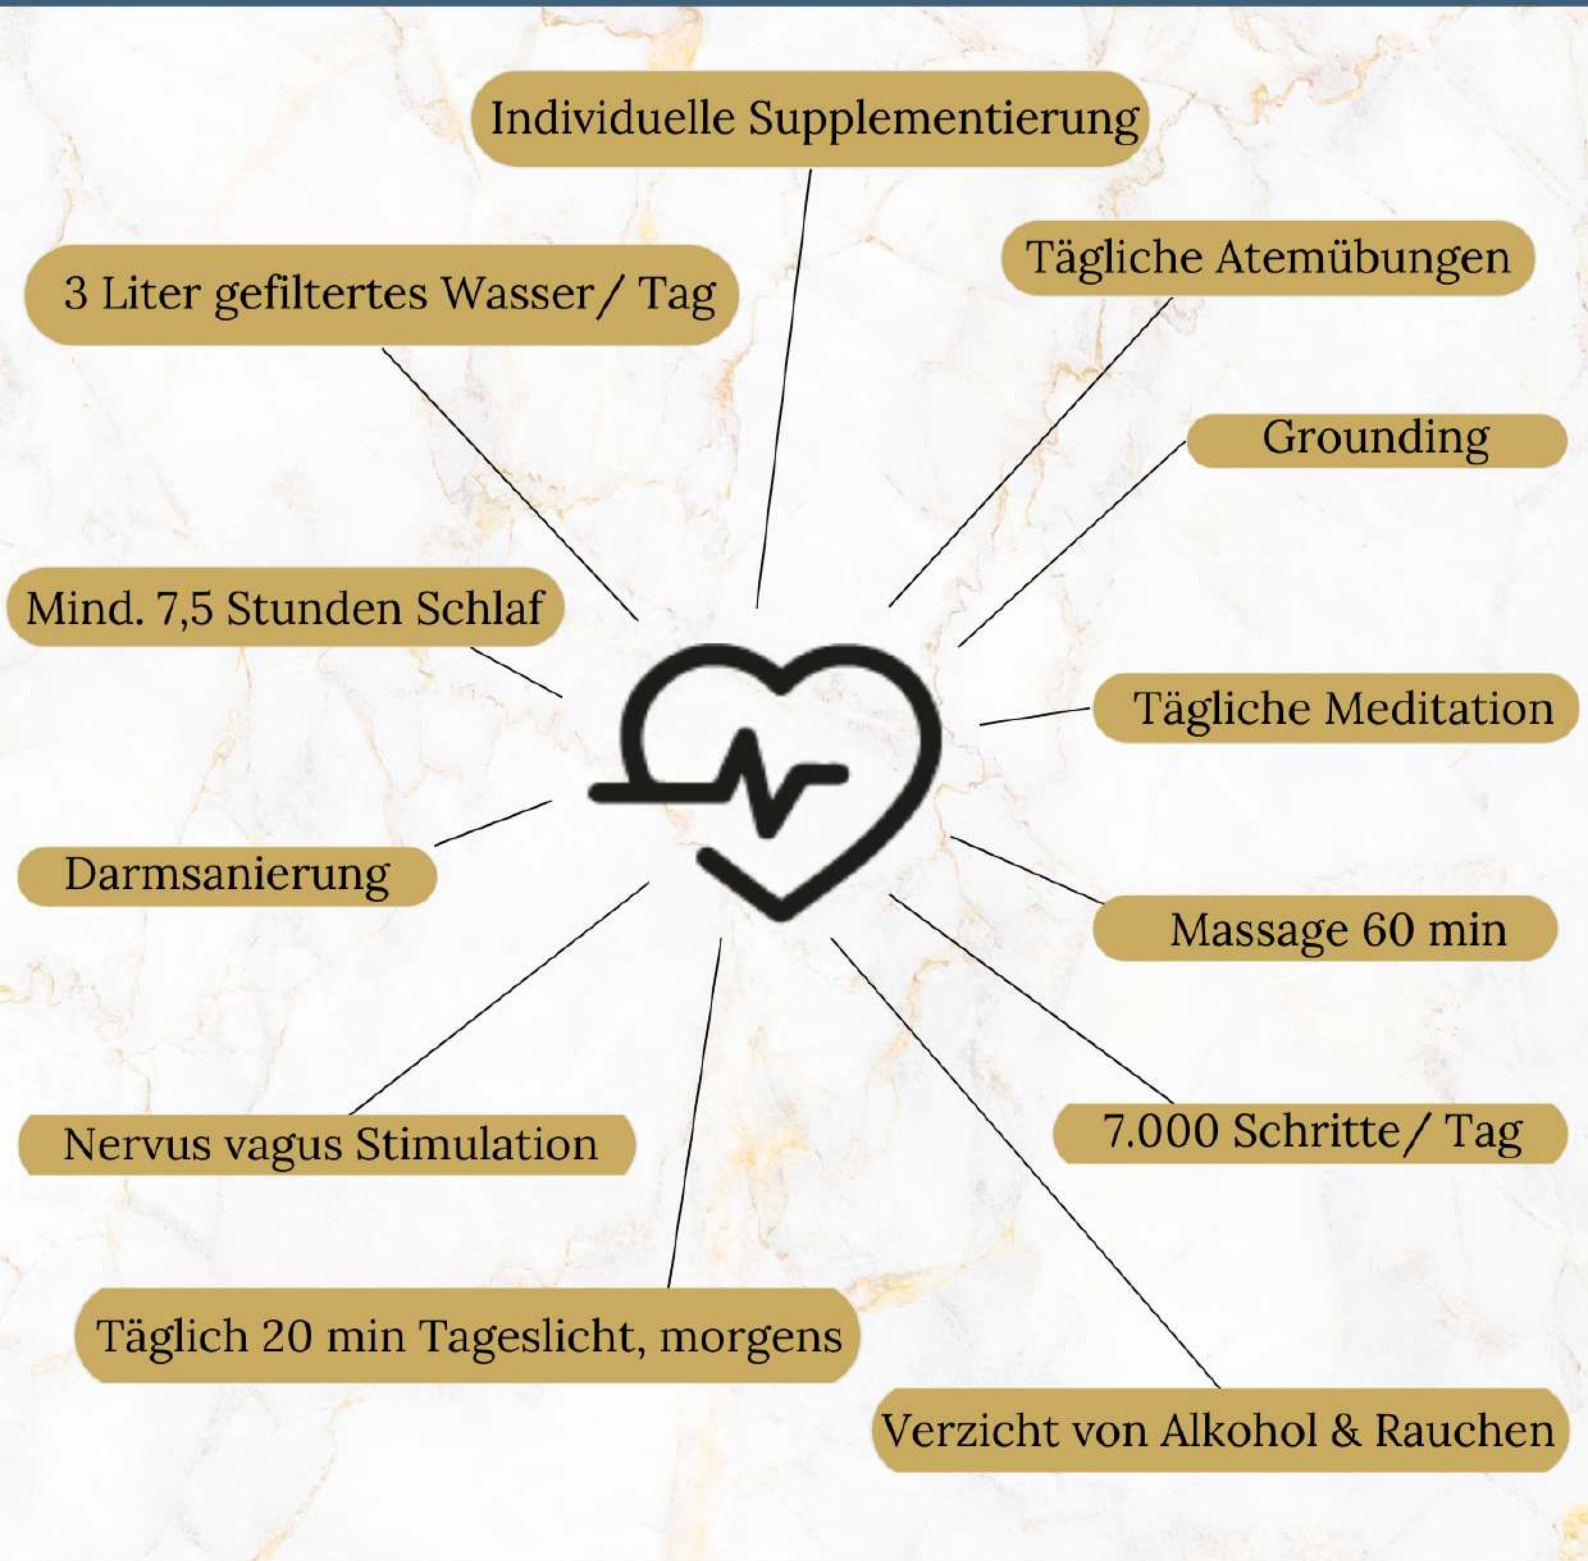 Individuelle Supplementierung
Tägliche Atemübungen
3 Liter gefiltertes Wasser/ Tag
Grounding
Mind. 7,5 Stunden Schlaf
Tägliche Meditation
Darmsanierung
Massage 60 min
Nervus vagus Stimulation
7.000 Schritte/ Tag
Täglich 20 min Tageslicht, morgens
Verzicht von Alkohol & Rauchen